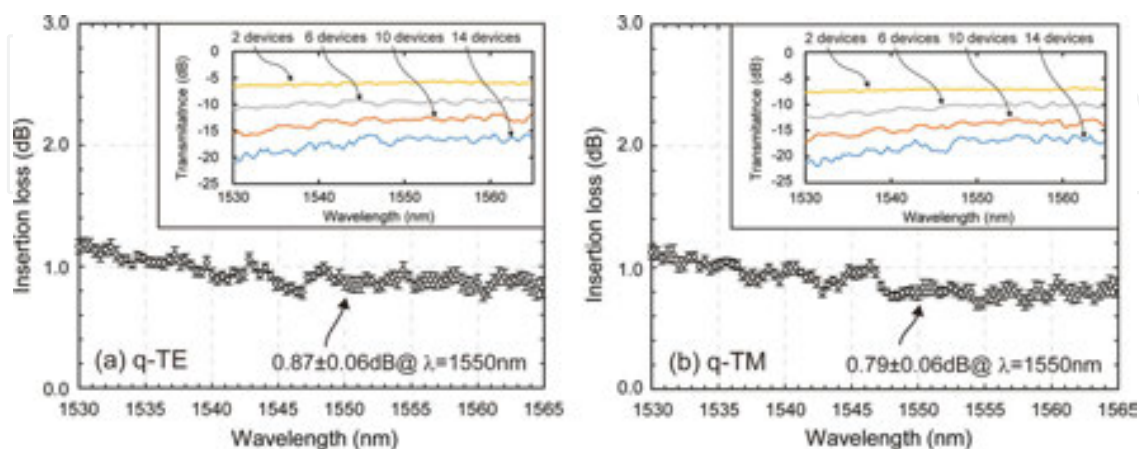 3.0
2.0
1.0
0.0
Insertion loss (dB)
2 devices 6 devices 10 devices 14 devices
0
-5
-10
-15
-20
-25
Transmitatrce (dB)
1530 1540 1550 1560
Wavelength (nm)
(a) q-TE
0.87±0.06dB@ λ=1550nm
1530 1535 1540 1545 1550 1555 1560 1565
Wavelength (nm)
3.0
2.0
1.0
0.0
Insertion loss (dB)
2 devices 6 devices 10 devices 14 devices
0
-5
-10
-15
-20
-25
Transmitatrce (dB)
1530 1540 1550 1560
Wavelength (nm)
(b) q-TM
0.79±0.06dB@ λ=1550nm
1530 1535 1540 1545 1550 1555 1560 1565
Wavelength (nm)